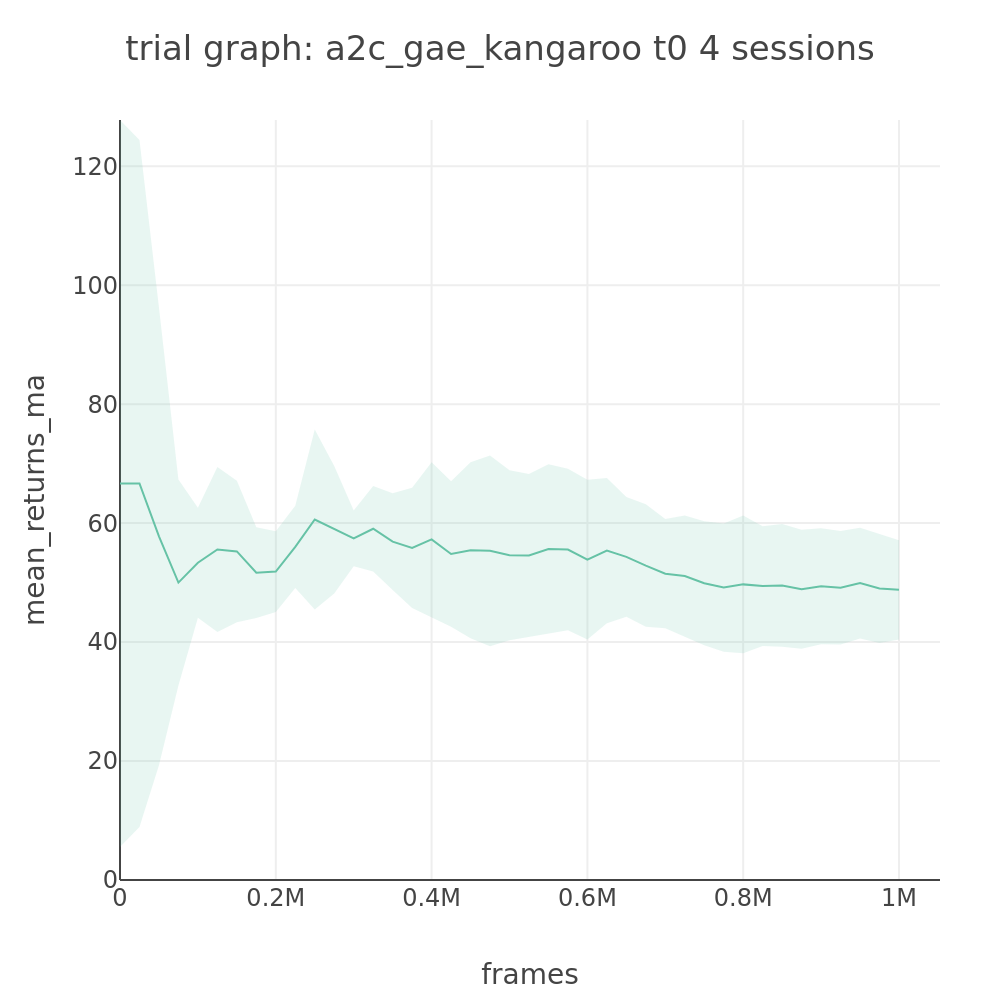 trial graph: a2c_gae_kangaroo t0 4 sessions
mean_returns_ma
120
100
80
60
40
20
0
0
0.2M
0.4M
0.6M
0.8M
1M
frames